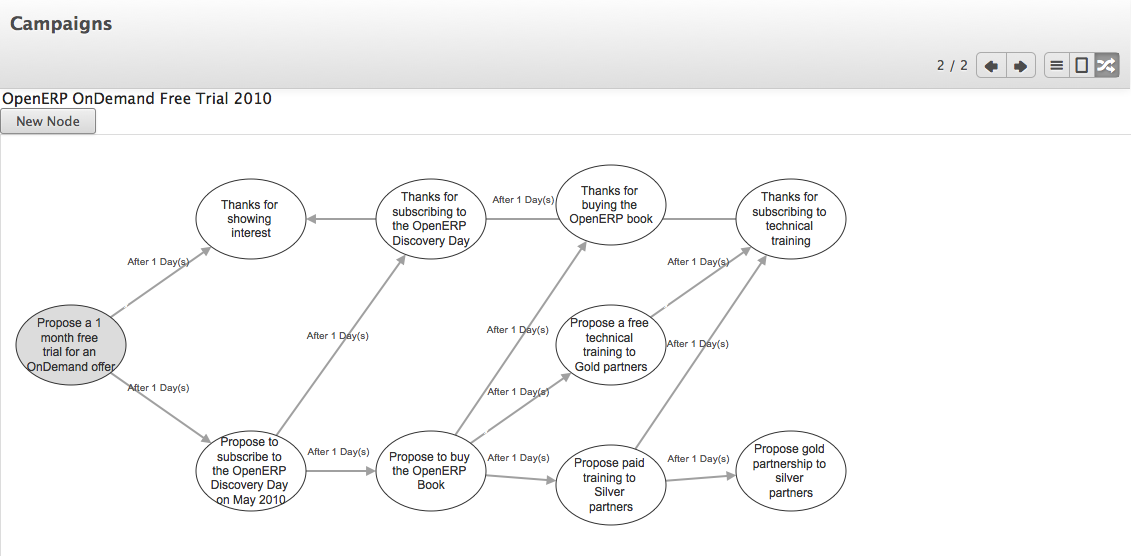 Campaigns
2 / 2
OpenERP OnDemand Free Trial 2010
New Node
Thanks for
showing
interest
Thanks for
subscribing to
the OpenERP
Discovery Day
After 1 Day(s)
Thanks for
buying the
OpenERP book
Thanks for
subscribing to
technical
training
After 1 Day(s)
After 1 Day(s)
Propose a 1
month free
trial for an
OnDemand offer
After 1 Day(s)
After 1 Day(s)
Propose a free
technical
training to
Gold partners
After 1 Day(s)
After 1 Day(s)
After 1 Day(s)
Propose to
subscribe to
the OpenERP
Discovery Day
on May 2010
After 1 Day(s)
Propose to buy
the OpenERP
Book
After 1 Day(s)
Propose paid
training to
Silver
partners
After 1 Day(s)
Propose gold
partnership to
silver
partners